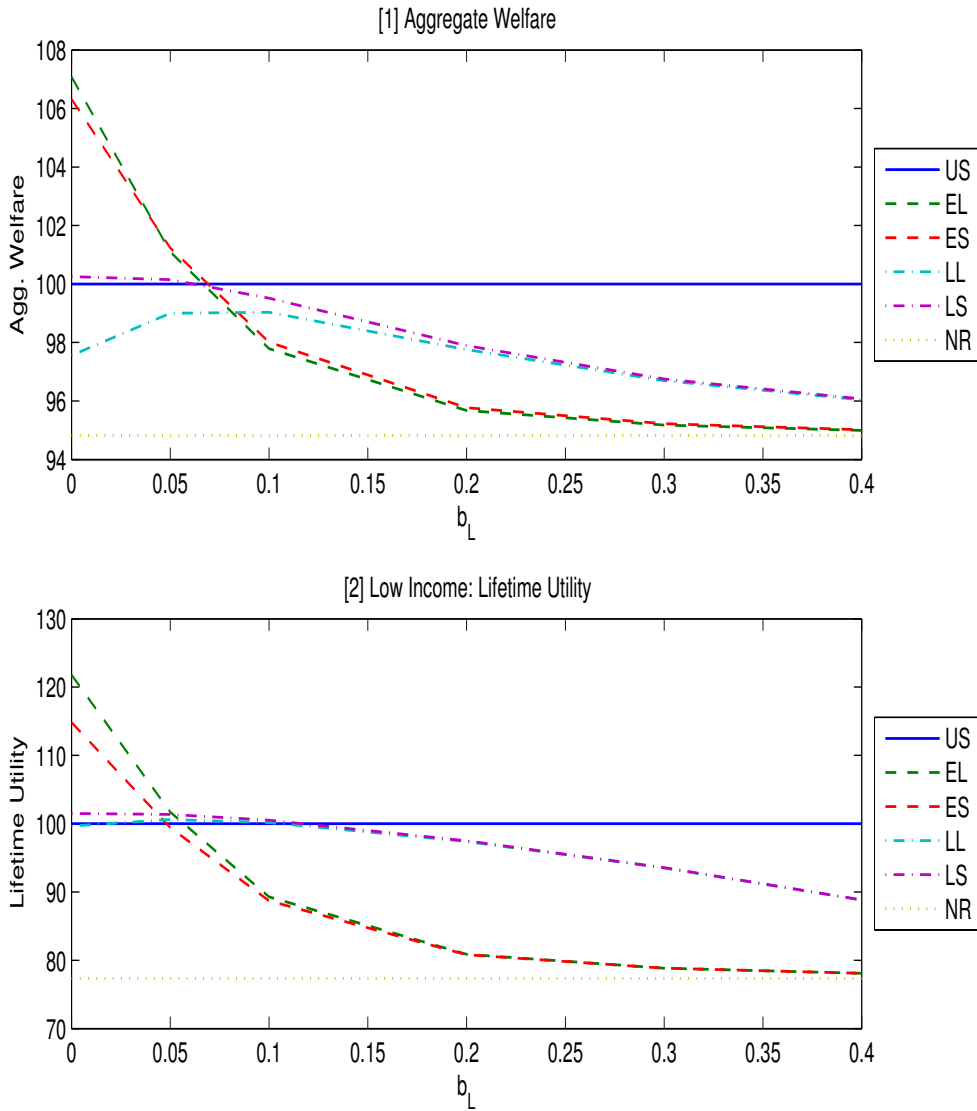 [1] Aggregate Welfare
108
106
104
102
100
98
96
94
Agg. Welfare
0 0.05 0.1 0.15 0.2 0.25 0.3 0.35 0.4
b_L
US
EL
ES
LL
LS
NR
[2] Low Income: Lifetime Utility
130
120
110
100
90
80
70
Lifetime Utility
0 0.05 0.1 0.15 0.2 0.25 0.3 0.35 0.4
b_L
US
EL
ES
LL
LS
NR